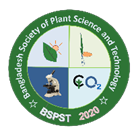 Bangladesh Society of Plant Science and Technology
CO2
BSPST 2020